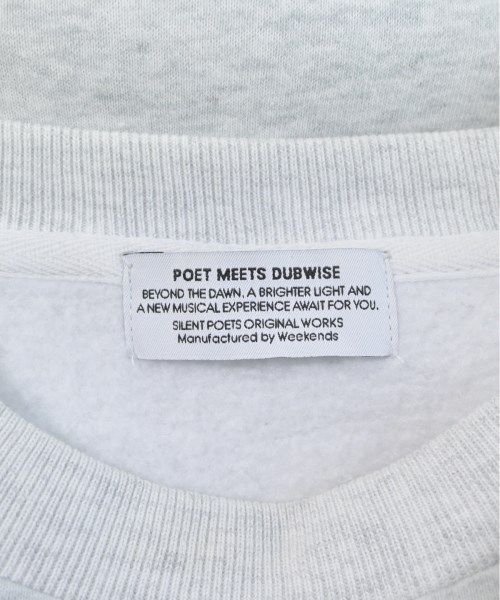 POET MEETS DUBWISE
BEYOND THE DAWN, A BRIGHTER LIGHT AND
A NEW MUSICAL EXPERIENCE AWAIT FOR YOU.
SILENT POETS ORIGINAL WORKS
Manufactured by Weekends